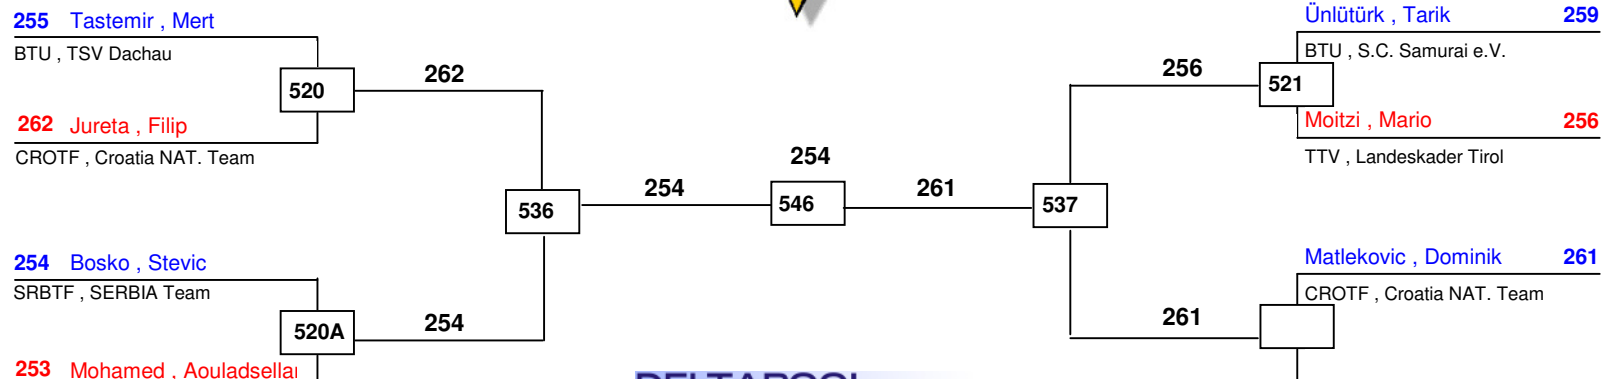 255 Tastemir , Mert
BTU , TSV Dachau
520
262
262 Jureta , Filip
CROTF , Croatia NAT. Team
536
254
254
546
261
537
254 Bosko , Stevic
SRBTF , SERBIA Team
520A
254
253 Mohamed , Aouladsella
Ünlütürk , Tarik 259
BTU , S.C. Samurai e.V.
256
521
Moitzi , Mario 256
TTV , Landeskader Tirol
Matlekovic , Dominik 261
CROTF , Croatia NAT. Team
261